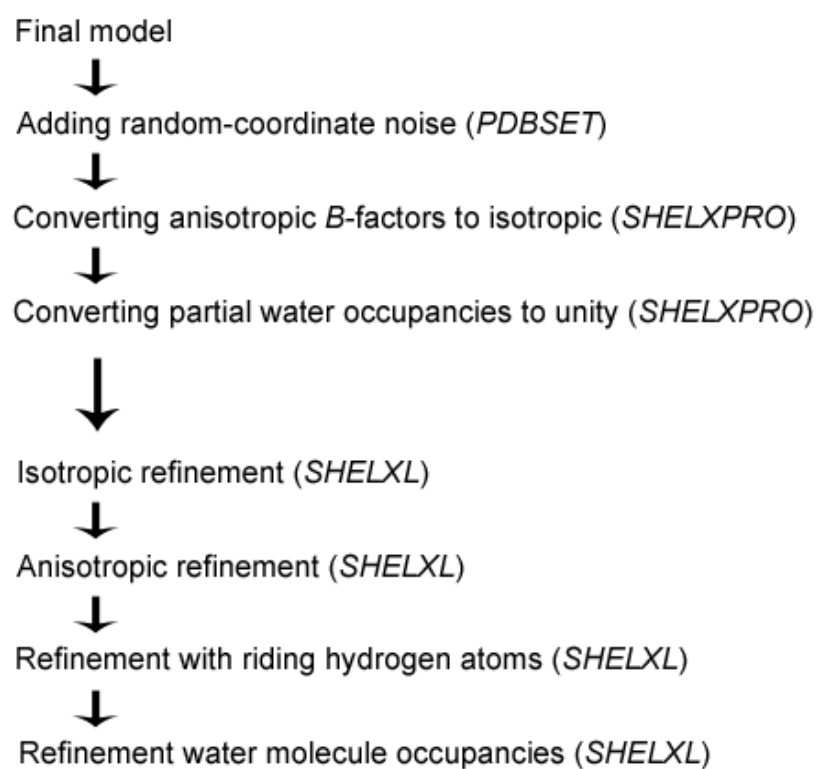 Final model
Adding random-coordinate noise (PDBSET)
Converting anisotropic B-factors to isotropic (SHELXPRO)
Converting partial water occupancies to unity (SHELXPRO)
Isotropic refinement (SHELXL)
Anisotropic refinement (SHELXL)
Refinement with riding hydrogen atoms (SHELXL)
Refinement water molecule occupancies (SHELXL)